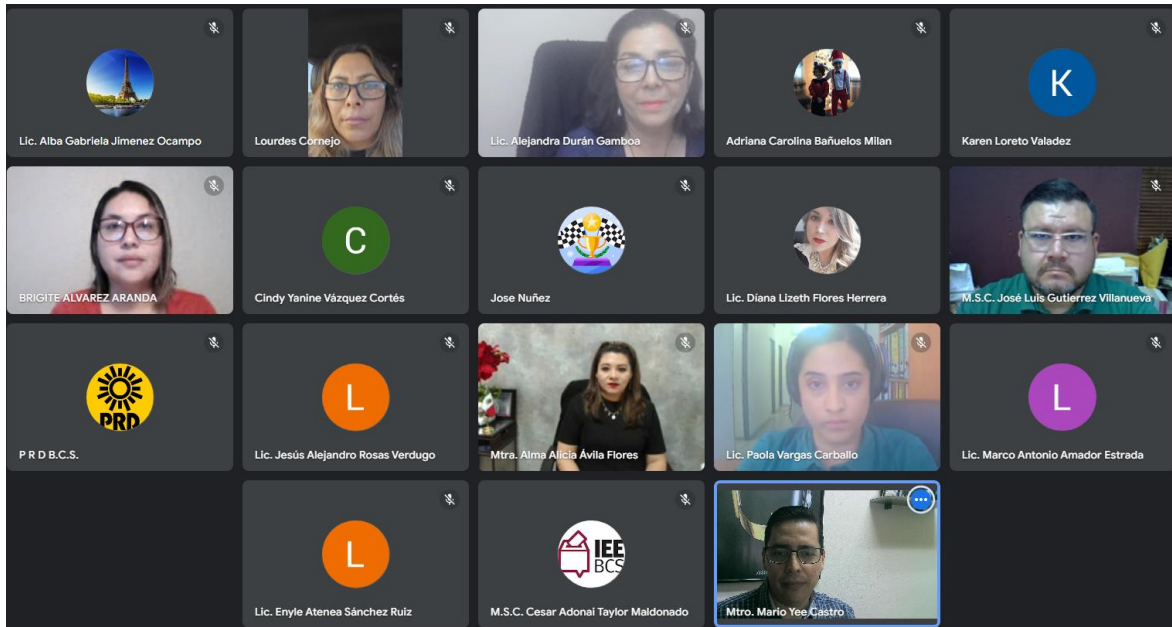 Lic. Alba Gabriela Jimenez Ocampo
Lourdes Cornejo
Lic. Alejandra Durán Gamboa
Adriana Carolina Bañuelos Milan
K
Karen Loreto Valadez
BRIGITE ALVAREZ ARANDA
C
Cindy Yanine Vázquez Cortés
Jose Nuñez
Lic. Diana Lizeth Flores Herrera
M.S.C. José Luis Gutierrez Villanueva
PRD
P R D B.C.S.
L
Lic. Jesús Alejandro Rosas Verdugo
Mtra. Alma Alicia Ávila Flores
Lic. Paola Vargas Carballo
L
Lic. Marco Antonio Amador Estrada
L
Lic. Enyle Atenea Sánchez Ruiz
IEE
BCS
M.S.C. Cesar Adonai Taylor Maldonado
Mtro. Mario Yee Castro